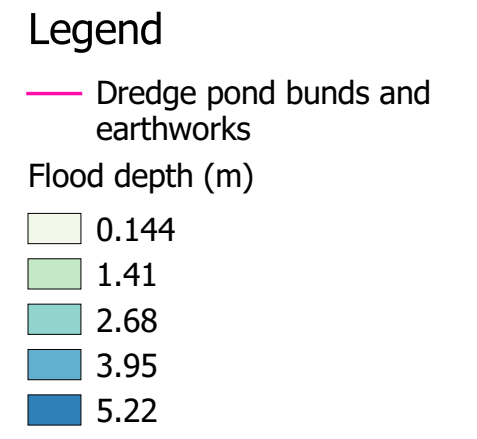 Legend
Dredge pond bunds and
earthworks
Flood depth (m)
0.144
1.41
2.68
3.95
5.22